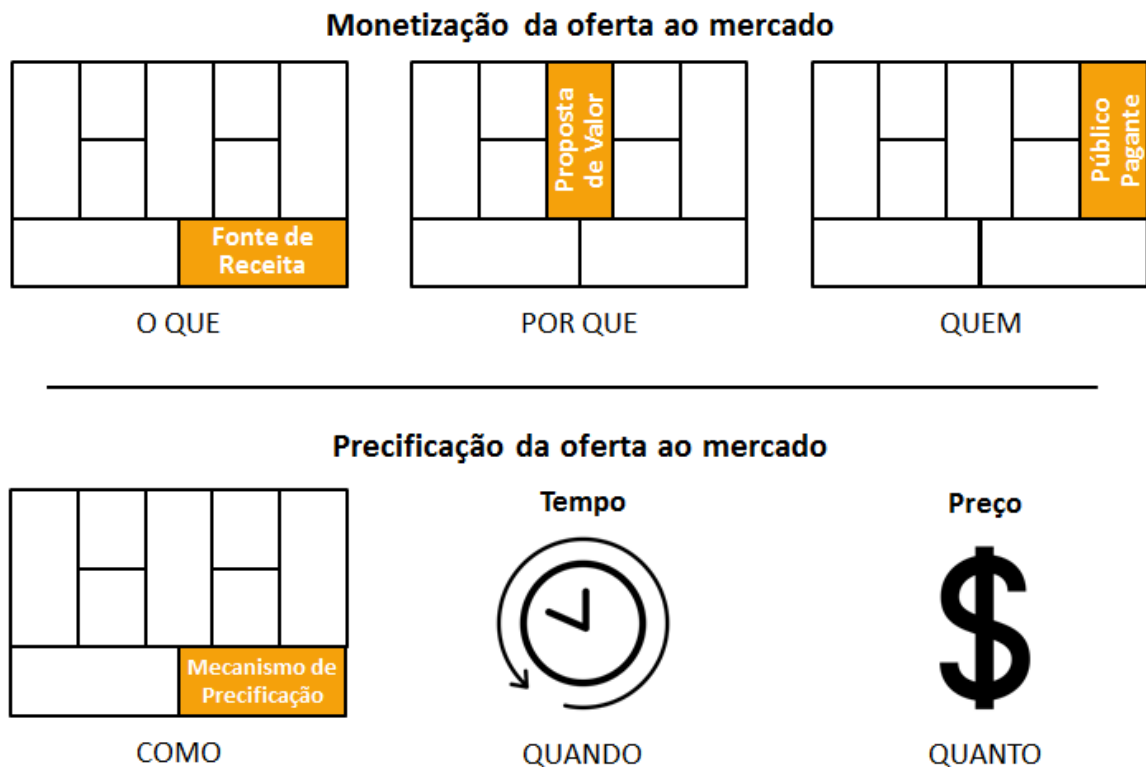 Monetização da oferta ao mercado
Fonte de
Receita
O QUE
Proposta
de Valor
POR QUE
Público
Pagante
QUEM
Precificação da oferta ao mercado
Mecanismo de
Precificação
COMO
Tempo
QUANDO
Preço
$
QUANTO